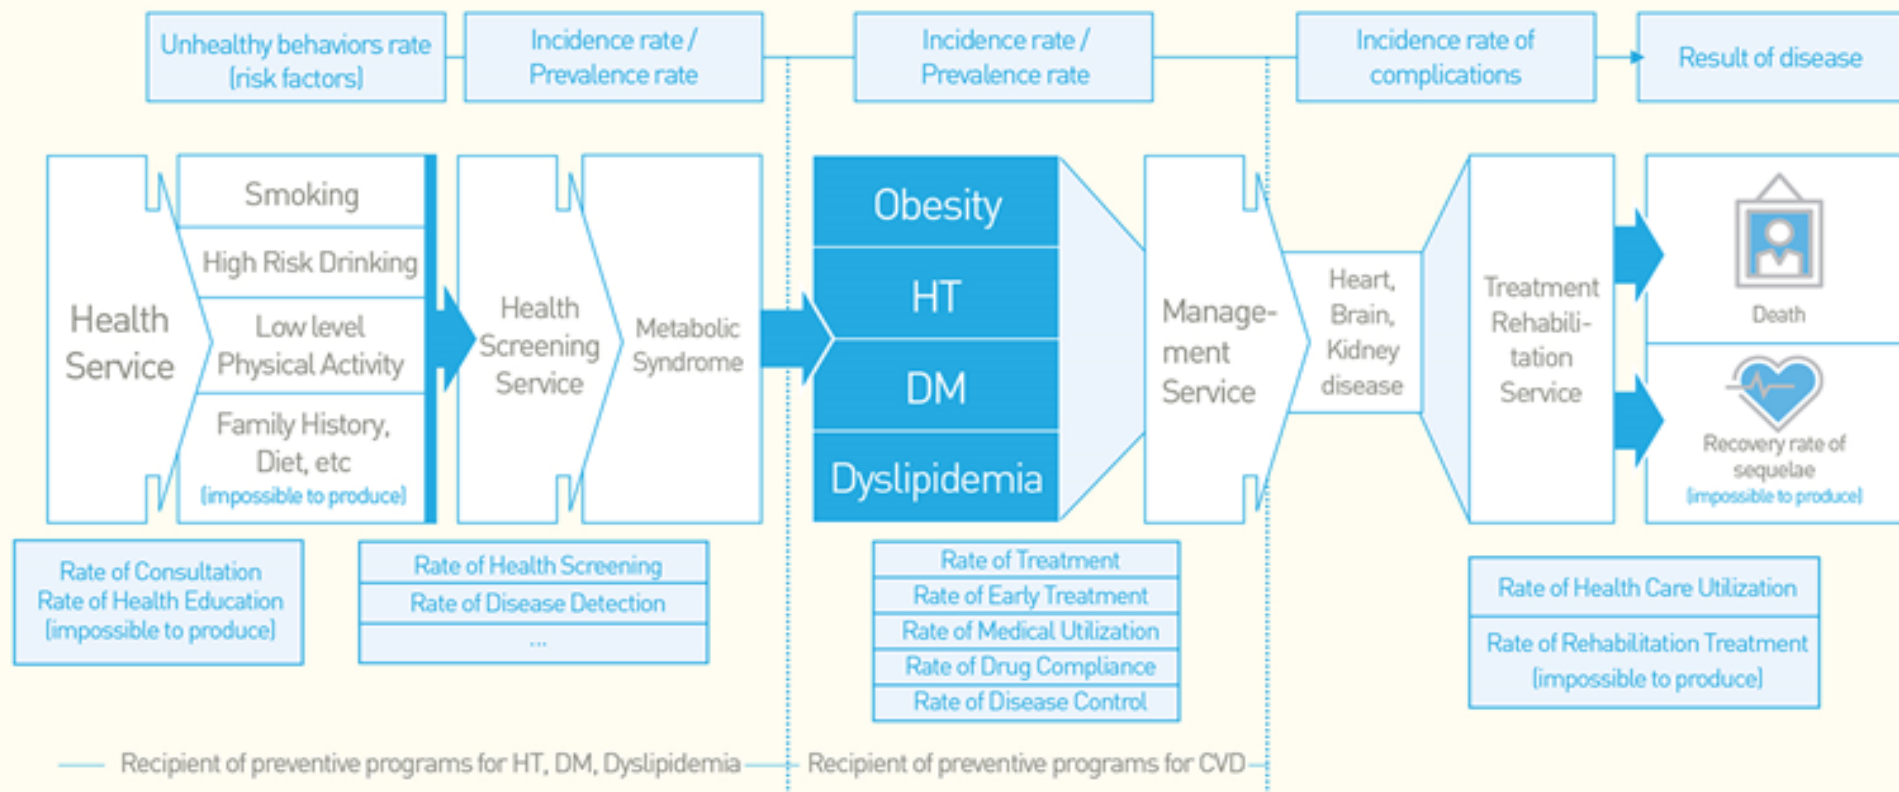 Unhealthy behaviors rate
(risk factors)
Incidence rate /
Prevalence rate
Incidence rate /
Prevalence rate
Incidence rate of
complications
Result of disease
Health
Service
Smoking
High Risk Drinking
Low level
Physical Activity
Family History,
Diet, etc
(impossible to produce)
Health
Screening
Service
Metabolic
Syndrome
Obesity
HT
DM
Dyslipidemia
Manage-
ment
Service
Heart,
Brain,
Kidney
disease
Treatment
Rehabili-
tation
Service
Death
Recovery rate of
sequelae
(impossible to produce)
Rate of Consultation
Rate of Health Education
(impossible to produce)
Rate of Health Screening
Rate of Disease Detection
...
Rate of Treatment
Rate of Early Treatment
Rate of Medical Utilization
Rate of Drug Compliance
Rate of Disease Control
Rate of Health Care Utilization
Rate of Rehabilitation Treatment
(impossible to produce)
Recipient of preventive programs for HT, DM, Dyslipidemia
Recipient of preventive programs for CVD